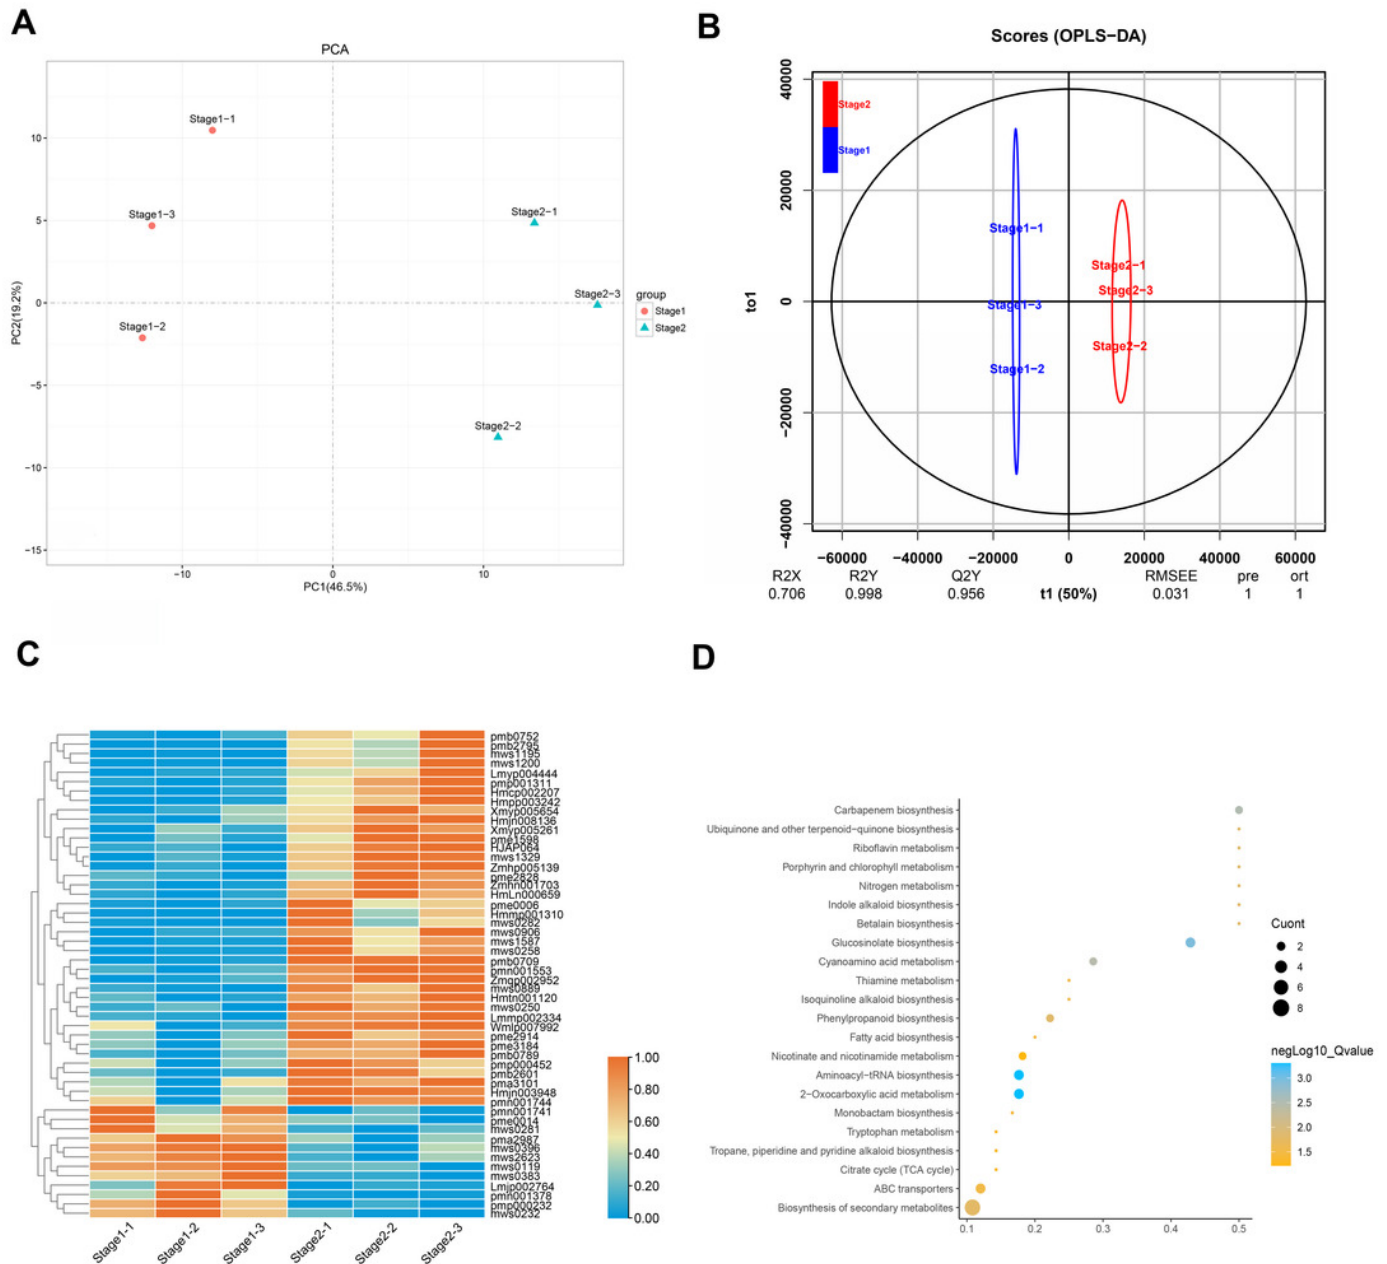 A
PCA
Stage1−1
Stage1−3
Stage1−2
Stage2−1
Stage2−3
Stage2−2
10
5
0
−5
−10
−15
PC2(19.2%)
−10
0
10
PC1(46.5%)
group
Stage1
Stage2
B
Scores (OPLS−DA)
Stage2
Stage1
Stage1−1
Stage1−3
Stage1−2
Stage2−1
Stage2−3
Stage2−2
40000
20000
0
−20000
−40000
to1
−60000
−40000
−20000
0
20000
40000
60000
R2X R2Y Q2Y RMSEE pre ort
0.706 0.998 0.956 t1 (50%) 0.031 1 1
C
pmb0752
pmb2795
mws1195
mws1200
Lmyp004444
pmp001311
Hmcp002207
Hmpp003242
Xmyp005654
Hmjn008136
Xmyp005261
pme1598
HJAP064
mws1329
Zmhp005139
pme2828
Zmhn001703
HmLn000659
pme0006
Hmmp001310
mws0282
mws0906
mws1587
mws0258
pmb0709
pmn001553
Zmgp002952
mws0889
Hmtn001120
mws0250
Lmmp002334
Wmlp007992
pme2914
pme3184
pmb0789
pmp000452
pmb2601
pma3101
Hmjn003948
pmn001744
pmn001741
pme0014
mws0281
pma2987
mws0396
mws2623
mws0119
mws0383
Lmjp002764
pmn001378
pmp000232
mws0232
Stage1−1
Stage1−2
Stage1−3
Stage2−1
Stage2−2
Stage2−3
1.00
0.80
0.60
0.40
0.20
0.00
D
Carbapenem biosynthesis
Ubiquinone and other terpenoid−quinone biosynthesis
Riboflavin metabolism
Porphyrin and chlorophyll metabolism
Nitrogen metabolism
Indole alkaloid biosynthesis
Betalain biosynthesis
Glucosinolate biosynthesis
Cyanoamino acid metabolism
Thiamine metabolism
Isoquinoline alkaloid biosynthesis
Phenylpropanoid biosynthesis
Fatty acid biosynthesis
Nicotinate and nicotinamide metabolism
Aminoacyl−tRNA biosynthesis
2−Oxocarboxylic acid metabolism
Monobactam biosynthesis
Tryptophan metabolism
Tropane, piperidine and pyridine alkaloid biosynthesis
Citrate cycle (TCA cycle)
ABC transporters
Biosynthesis of secondary metabolites
0.1
0.2
0.3
0.4
0.5
Cuont
2
4
6
8
negLog10_Qvalue
3.0
2.5
2.0
1.5